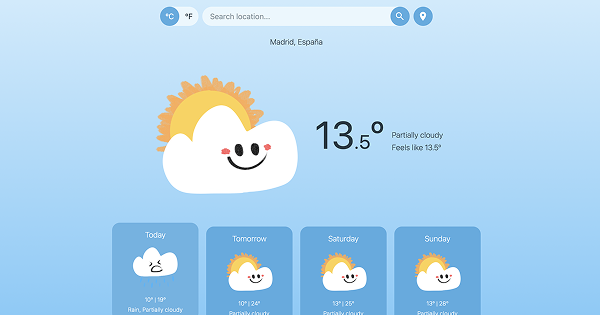 °C °F Search location...
Madrid, España
13.5°
Partially cloudy
Feels like 13.5°
Today
10° | 19°
Rain, Partially cloudy
Tomorrow
10° | 24°
Partially cloudy
Saturday
13° | 25°
Partially cloudy
Sunday
13° | 28°
Partially cloudy